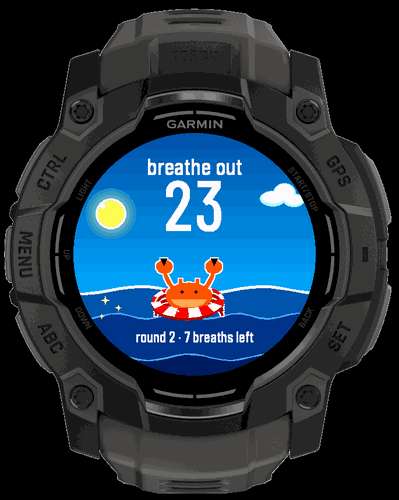 GARMIN
CTRL
LIGHT
GPS
START/STOP
MENU
UP
ABC
DOWN
SET
BACK
breathe out
23
round 2 · 7 breaths left